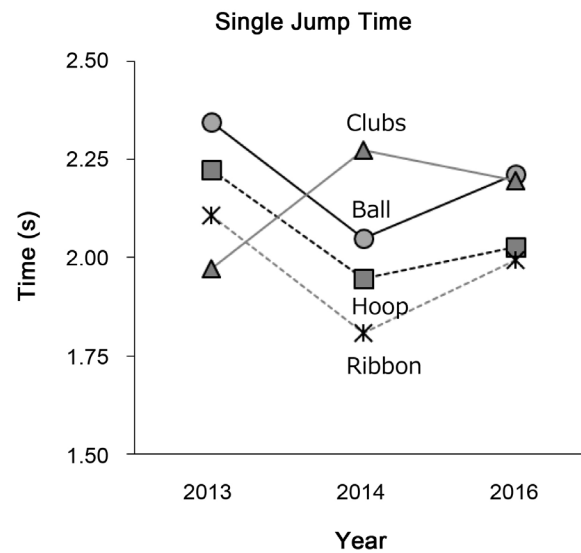 Single Jump Time
2.50
2.25
2.00
1.75
1.50
Time (s)
Clubs
Ball
Hoop
Ribbon
2013 2014 2016
Year